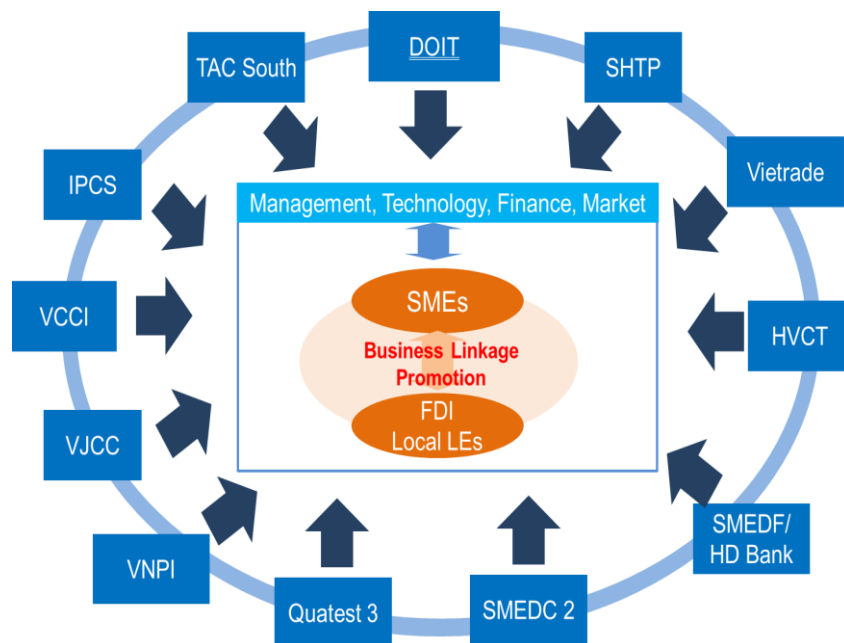 DOIT
TAC South
SHTP
IPCS
Vietrade
Management, Technology, Finance, Market
SMEs
VCCI
HVCT
Business Linkage
Promotion
FDI
Local LEs
VJCC
SMEDF/
HD Bank
VNPI
Quatest 3
SMEDC 2